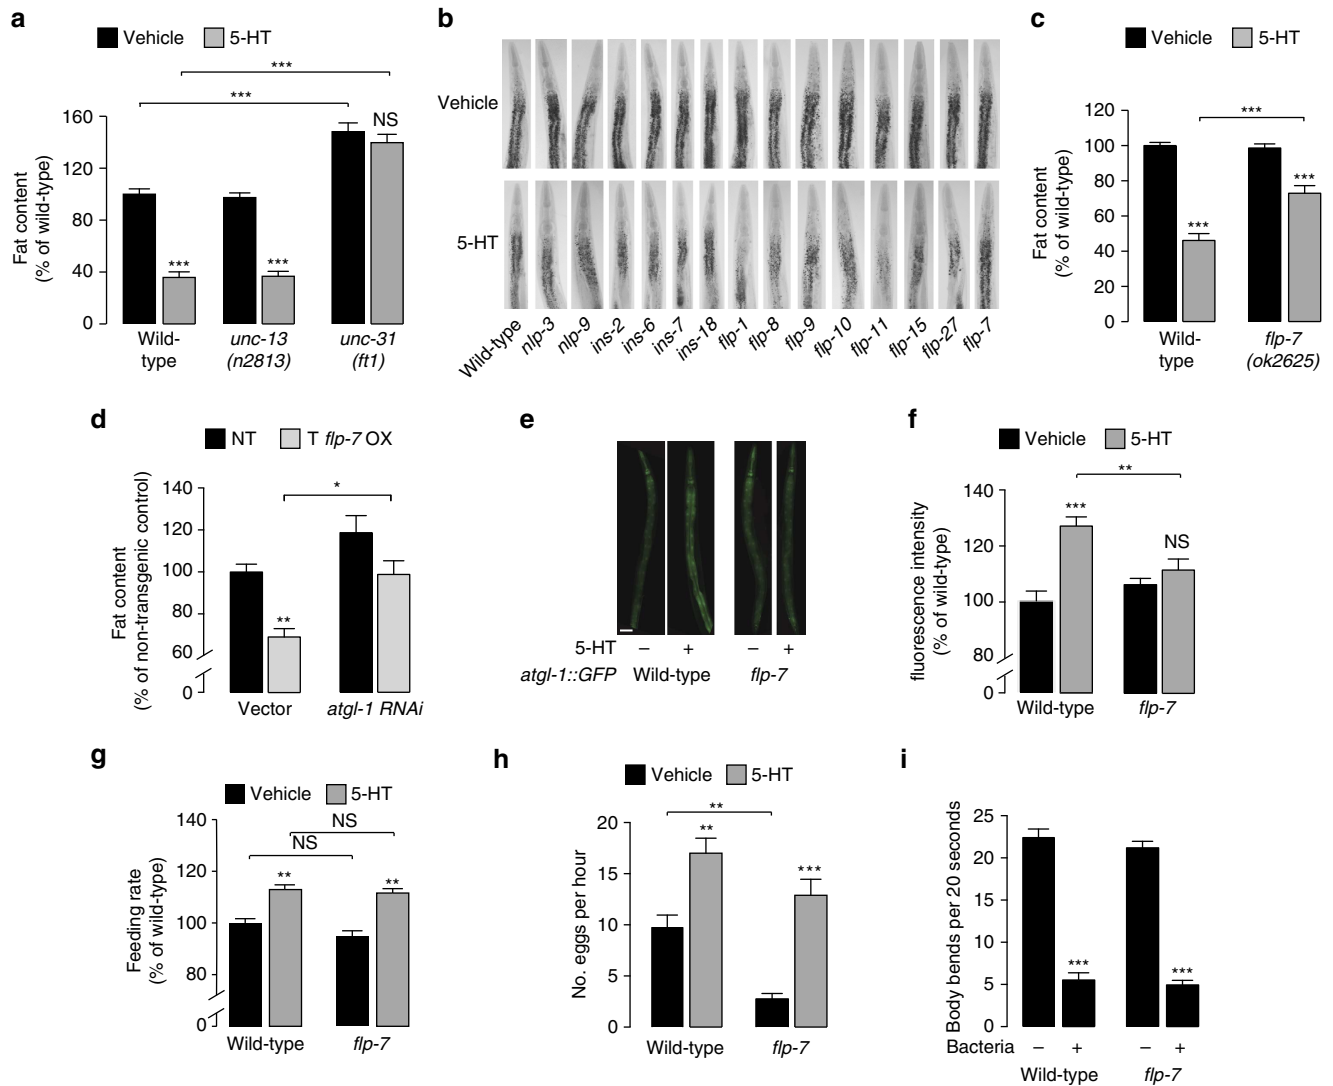 a
Vehicle 5-HT
***
***
NS
160
120
80
40
0
Fat content
(% of wild-type)
***
***
Wild-
type
unc-13
(n2813)
unc-31
(ft1)
b
Vehicle
5-HT
Wild-type
nlp-3
nlp-9
ins-2
ins-6
ins-7
ins-18
flp-1
flp-8
flp-9
flp-10
flp-11
flp-15
flp-27
flp-7
c
Vehicle 5-HT
***
120
100
80
60
40
20
0
Fat content
(% of wild-type)
***
***
Wild-
type
flp-7
(ok2625)
d
NT T flp-7 OX
*
140
120
100
80
60
0
Fat content
(% of non-transgenic control)
**
Vector
atgl-1 RNAi
e
5-HT – + – +
atgl-1::GFP Wild-type flp-7
f
Vehicle 5-HT
**
140
120
100
80
0
fluorescence intensity
(% of wild-type)
***
NS
Wild-type
flp-7
g
Vehicle 5-HT
NS
NS
140
120
100
80
0
Feeding rate
(% of wild-type)
**
**
Wild-type
flp-7
h
Vehicle 5-HT
**
20
15
10
5
0
No. eggs per hour
**
***
Wild-type
flp-7
i
25
20
15
10
5
0
Body bends per 20 seconds
***
***
Bacteria – + – +
Wild-type flp-7